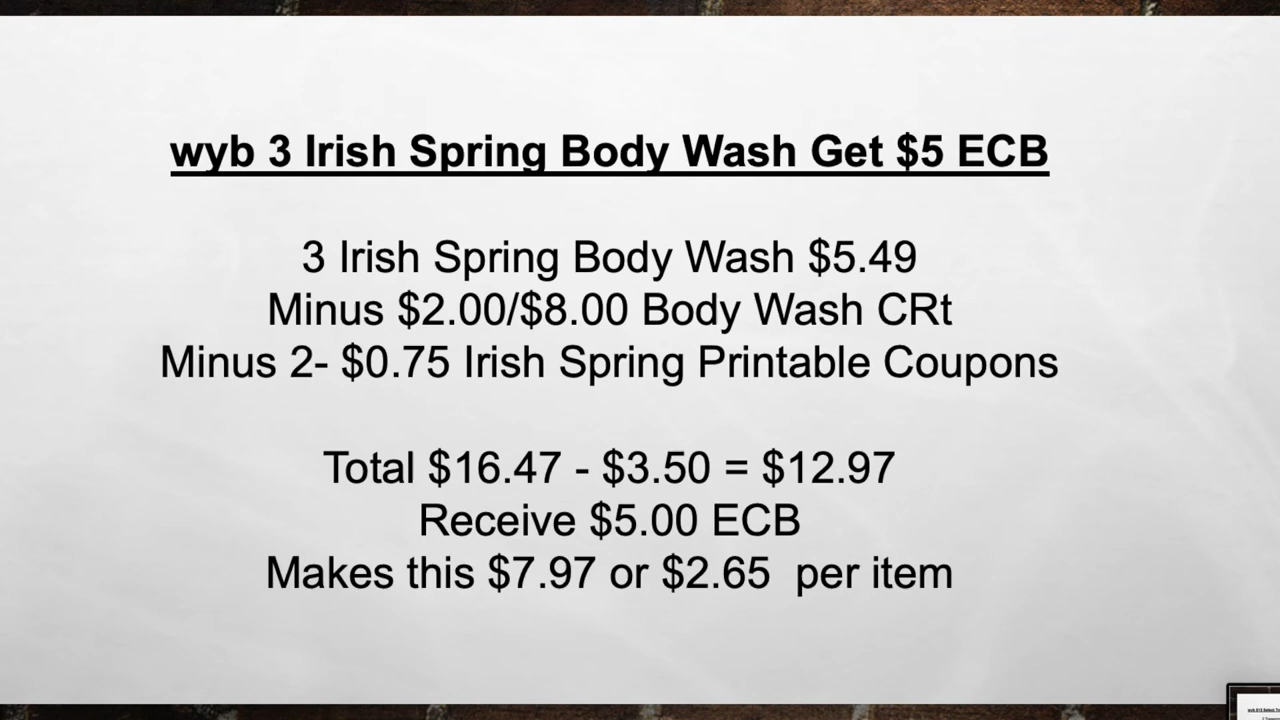 wyb 3 Irish Spring Body Wash Get $5 ECB
3 Irish Spring Body Wash $5.49
Minus $2.00/$8.00 Body Wash CRt
Minus 2- $0.75 Irish Spring Printable Coupons
Total $16.47 - $3.50 = $12.97
Receive $5.00 ECB
Makes this $7.97 or $2.65 per item